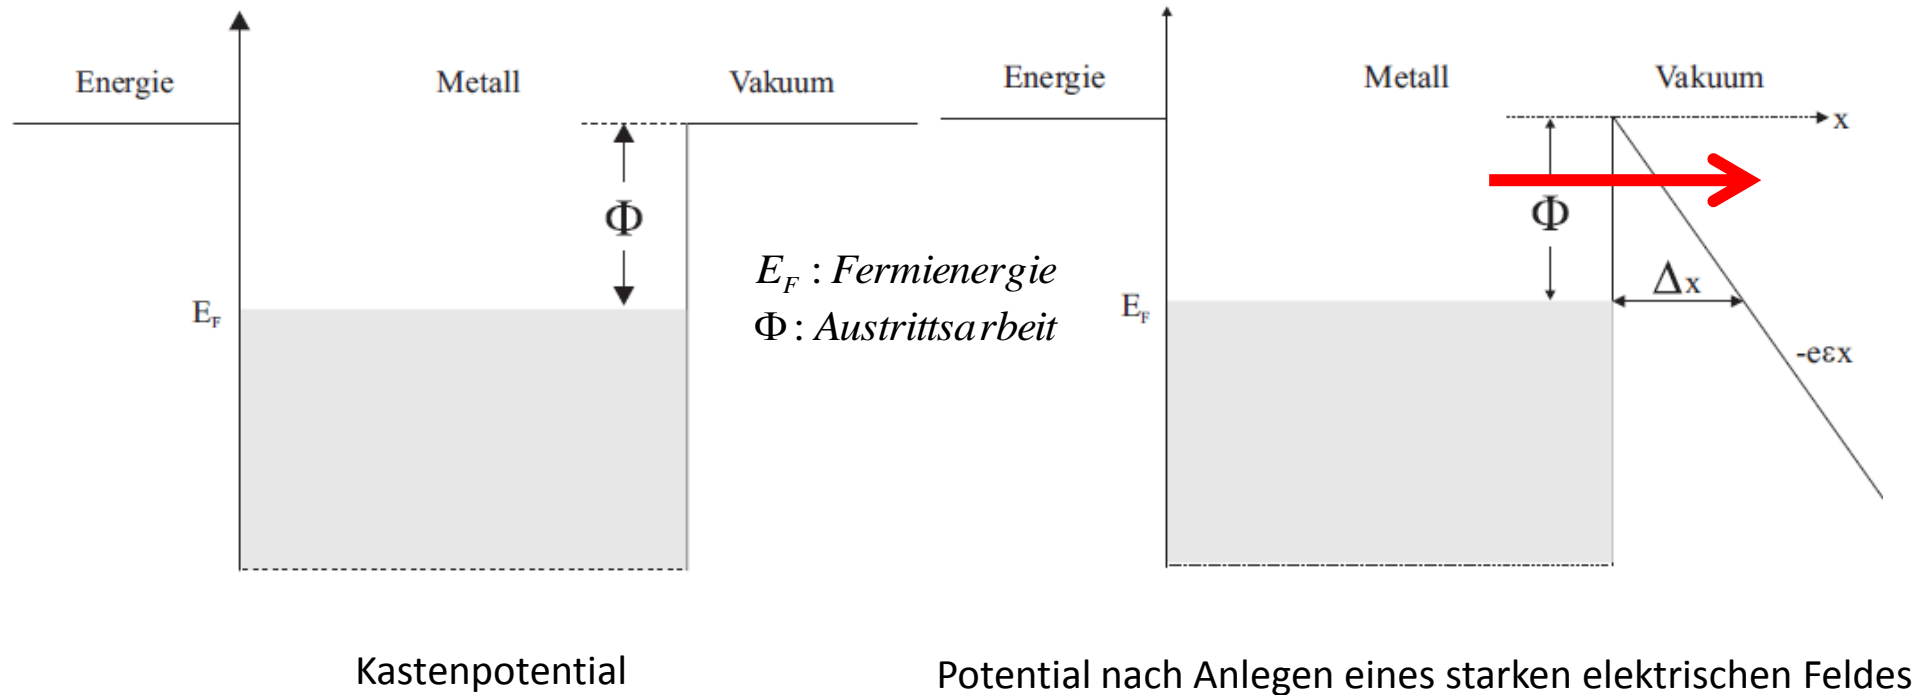 Energie Metall Vakuum
Φ
E_F
E_F : Fermienergie
Φ : Austrittsarbeit
Kastenpotential
Energie Metall Vakuum
x
Φ
Δx
E_F
-eεx
Potential nach Anlegen eines starken elektrischen Feldes